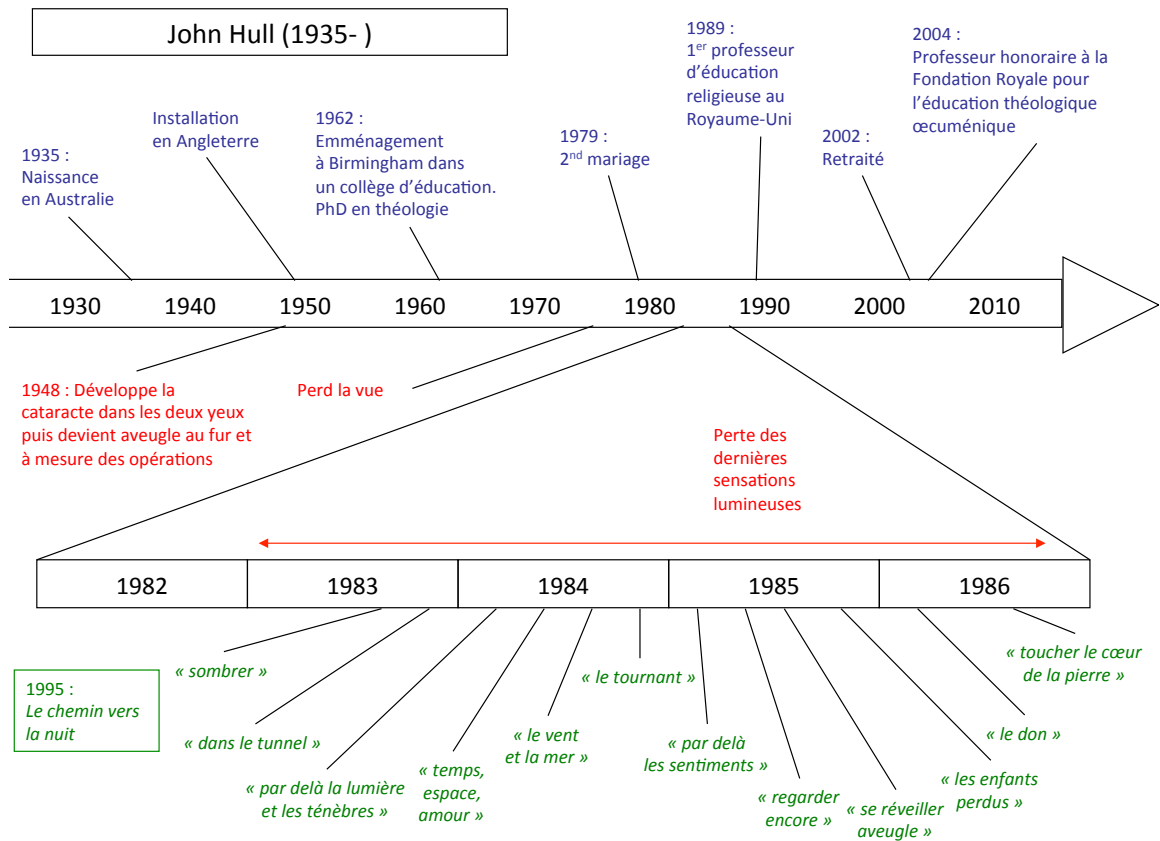 John Hull (1935- )
1935 :
Naissance
en Australie
Installation
en Angleterre
1962 :
Emménagement
à Birmingham dans
un collège d'éducation.
PhD en théologie
1979 :
2nd mariage
1989 :
1er professeur
d'éducation
religieuse au
Royaume-Uni
2002 :
Retraité
2004 :
Professeur honoraire à la
Fondation Royale pour
l'éducation théologique
œcuménique
1930 1940 1950 1960 1970 1980 1990 2000 2010
1948 : Développe la
cataracte dans les deux yeux
puis devient aveugle au fur et
à mesure des opérations
Perd la vue
Perte des
dernières
sensations
lumineuses
1982 1983 1984 1985 1986
1995 :
Le chemin vers
la nuit
« sombrer »
« dans le tunnel »
« par delà la lumière
et les ténèbres »
« temps,
espace,
amour »
« le vent
et la mer »
« le tournant »
« par delà
les sentiments »
« regarder
encore »
« se réveiller
aveugle »
« les enfants
perdus »
« le don »
« toucher le cœur
de la pierre »